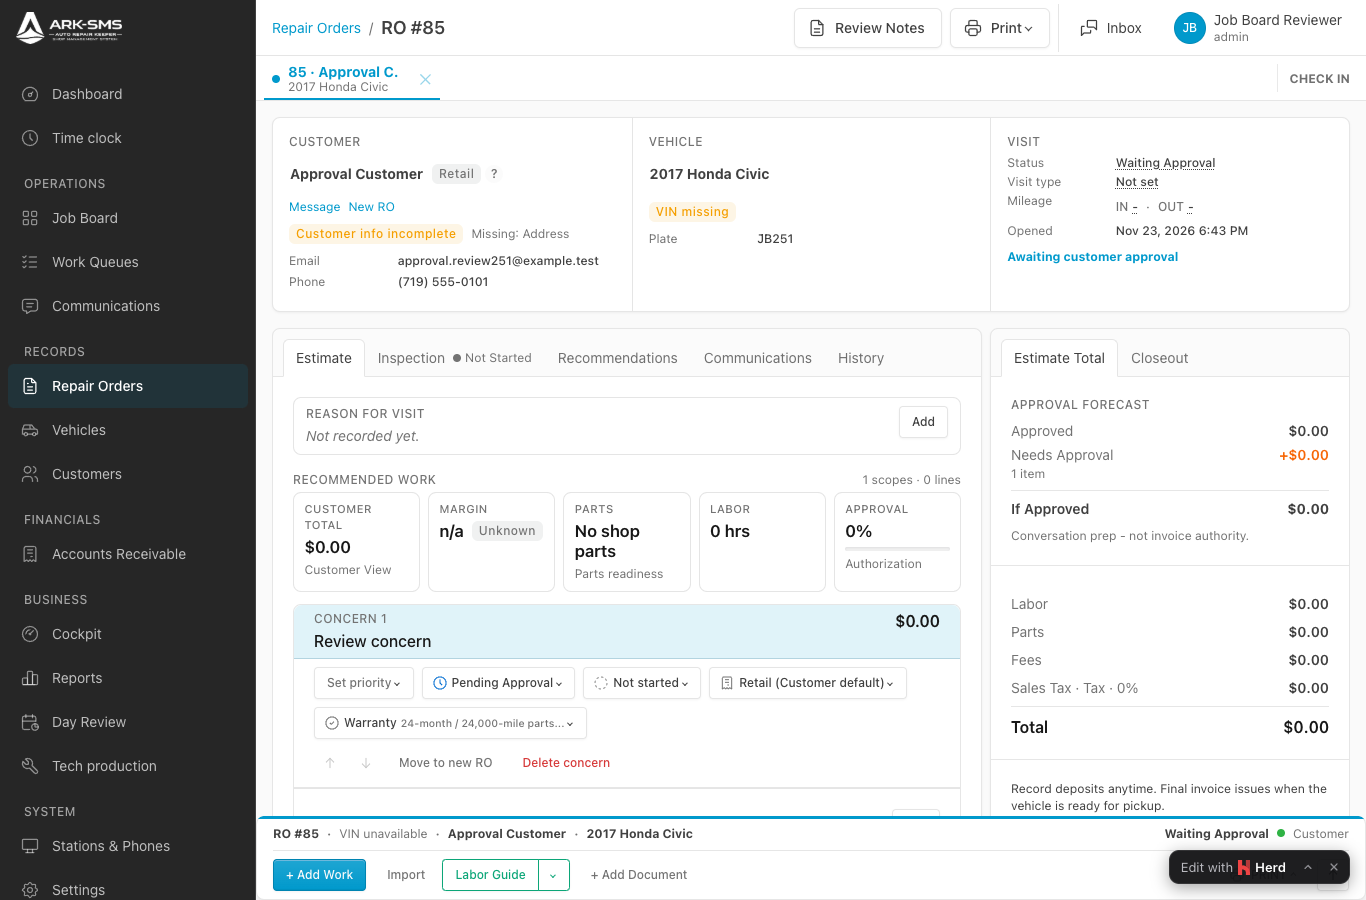 ARK-SMS
AUTO REPAIR KEEPER
SHOP MANAGEMENT SYSTEM
Dashboard
Time clock
OPERATIONS
Job Board
Work Queues
Communications
RECORDS
Repair Orders
Vehicles
Customers
FINANCIALS
Accounts Receivable
BUSINESS
Cockpit
Reports
Day Review
Tech production
SYSTEM
Stations & Phones
Settings
Repair Orders / RO #85
Review Notes
Print
Inbox
JB
Job Board Reviewer
admin
85 · Approval C.
2017 Honda Civic
CHECK IN
CUSTOMER
Approval Customer Retail ?
Message New RO
Customer info incomplete Missing: Address
Email approval.review251@example.test
Phone (719) 555-0101
VEHICLE
2017 Honda Civic
VIN missing
Plate JB251
VISIT
Status Waiting Approval
Visit type Not set
Mileage IN - · OUT -
Opened Nov 23, 2026 6:43 PM
Awaiting customer approval
Estimate Inspection Not Started Recommendations Communications History
REASON FOR VISIT
Not recorded yet.
Add
RECOMMENDED WORK 1 scopes · 0 lines
CUSTOMER TOTAL
$0.00
Customer View
MARGIN
n/a Unknown
PARTS
No shop parts
Parts readiness
LABOR
0 hrs
APPROVAL
0%
Authorization
CONCERN 1
Review concern
$0.00
Set priority Pending Approval Not started Retail (Customer default)
Warranty 24-month / 24,000-mile parts...
↑ ↓ Move to new RO Delete concern
Estimate Total Closeout
APPROVAL FORECAST
Approved $0.00
Needs Approval +$0.00
1 item
If Approved $0.00
Conversation prep - not invoice authority.
Labor $0.00
Parts $0.00
Fees $0.00
Sales Tax · Tax · 0% $0.00
Total $0.00
Record deposits anytime. Final invoice issues when the
vehicle is ready for pickup.
RO #85 · VIN unavailable · Approval Customer · 2017 Honda Civic
Waiting Approval Customer
+ Add Work Import Labor Guide + Add Document
Edit with Herd